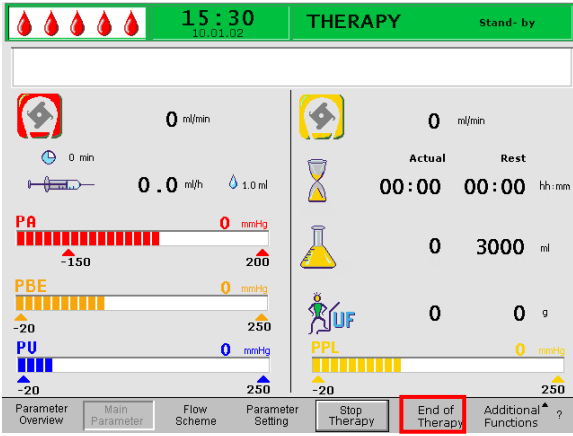 15:30 THERAPY Stand- by
10.01.02
0 ml/min
0 min
0.0 ml/h 1.0 ml
PA 0 mmHg
-150 200
PBE 0 mmHg
-20 250
PV 0 mmHg
-20 250
0 ml/min
Actual Rest
00:00 00:00 hh:mm
0 3000 ml
UF 0 0 g
PPL 0 mmHg
-20 250
Parameter Overview
Main Parameter
Flow Scheme
Parameter Setting
Stop Therapy
End of Therapy
Additional Functions ?